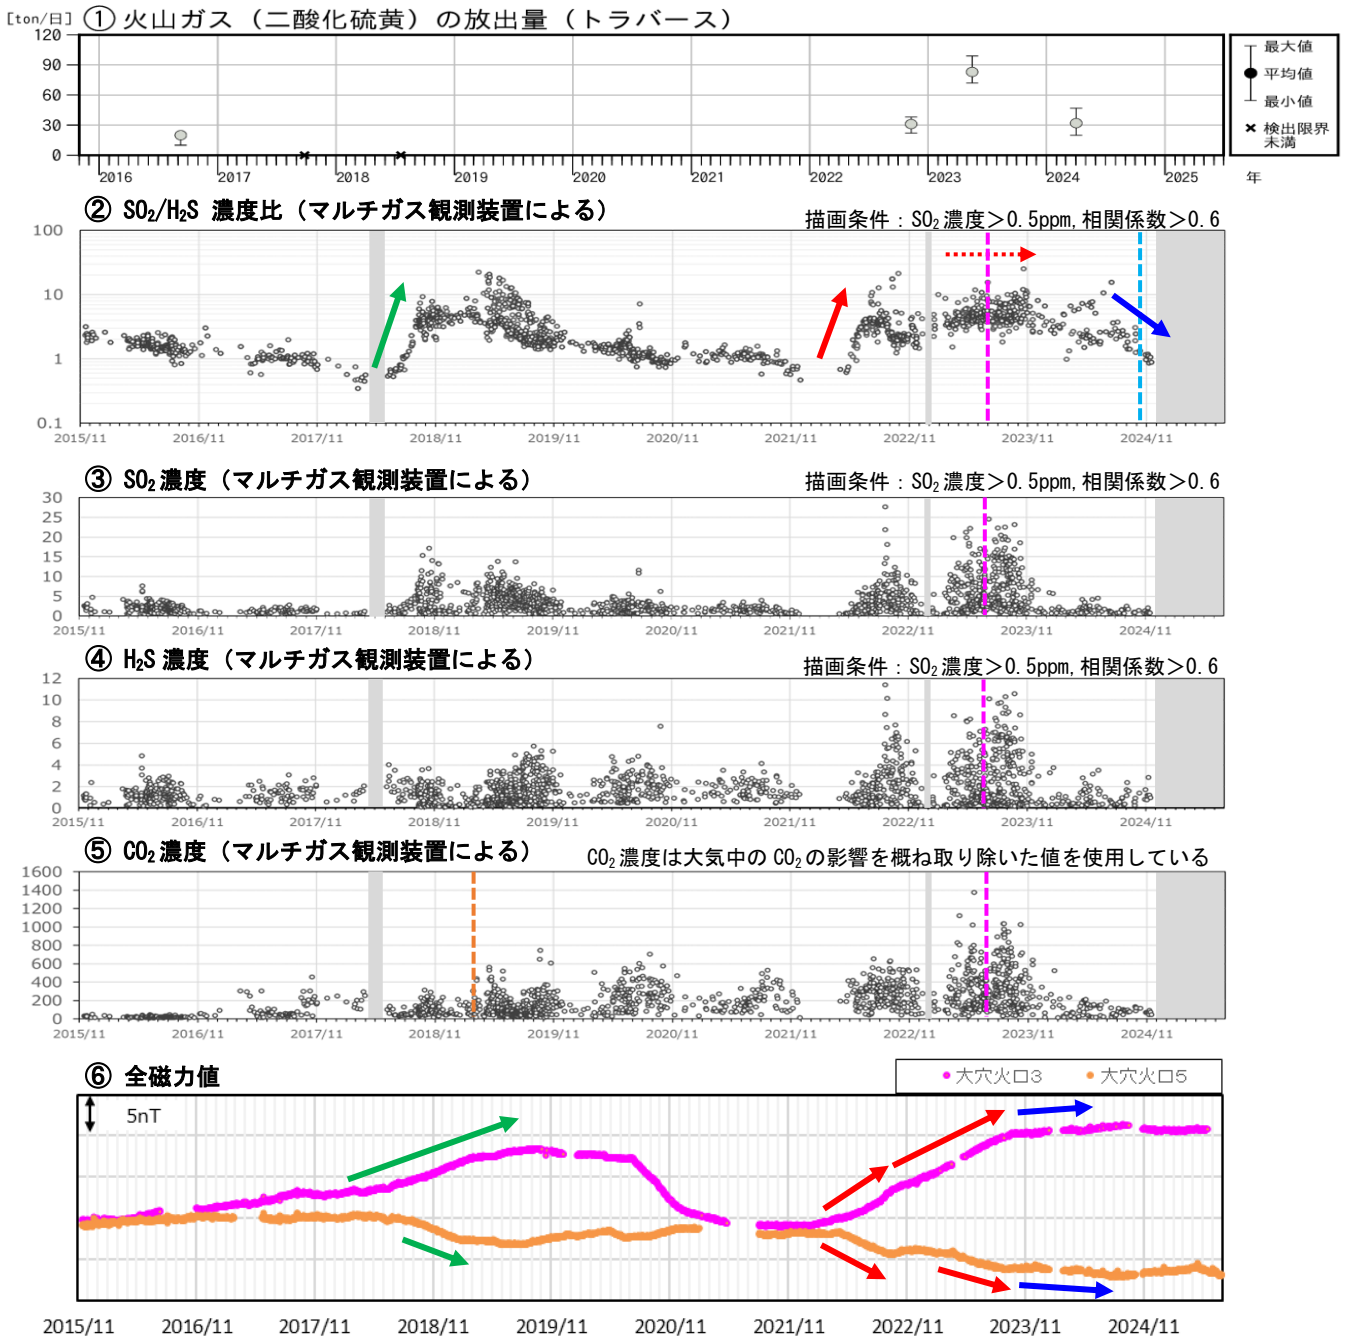 [ton/日] ① 火山ガス（二酸化硫黄）の放出量（トラバース）
120
90
60
30
0
2016 2017 2018 2019 2020 2021 2022 2023 2024 2025 年
最大値
平均値
最小値
検出限界
未満
② SO₂/H₂S 濃度比（マルチガス観測装置による）
描画条件：SO₂濃度＞0.5ppm,相関係数＞0.6
100
10
1
0.1
2015/11 2016/11 2017/11 2018/11 2019/11 2020/11 2021/11 2022/11 2023/11 2024/11
③ SO₂濃度（マルチガス観測装置による）
描画条件：SO₂濃度＞0.5ppm,相関係数＞0.6
30
25
20
15
10
5
0
2015/11 2016/11 2017/11 2018/11 2019/11 2020/11 2021/11 2022/11 2023/11 2024/11
④ H₂S濃度（マルチガス観測装置による）
描画条件：SO₂濃度＞0.5ppm,相関係数＞0.6
12
10
8
6
4
2
0
2015/11 2016/11 2017/11 2018/11 2019/11 2020/11 2021/11 2022/11 2023/11 2024/11
⑤ CO₂濃度（マルチガス観測装置による）
CO₂濃度は大気中のCO₂の影響を概ね取り除いた値を使用している
1600
1400
1200
1000
800
600
400
200
0
2015/11 2016/11 2017/11 2018/11 2019/11 2020/11 2021/11 2022/11 2023/11 2024/11
⑥ 全磁力値
大穴火口3 大穴火口5
5nT
2015/11 2016/11 2017/11 2018/11 2019/11 2020/11 2021/11 2022/11 2023/11 2024/11